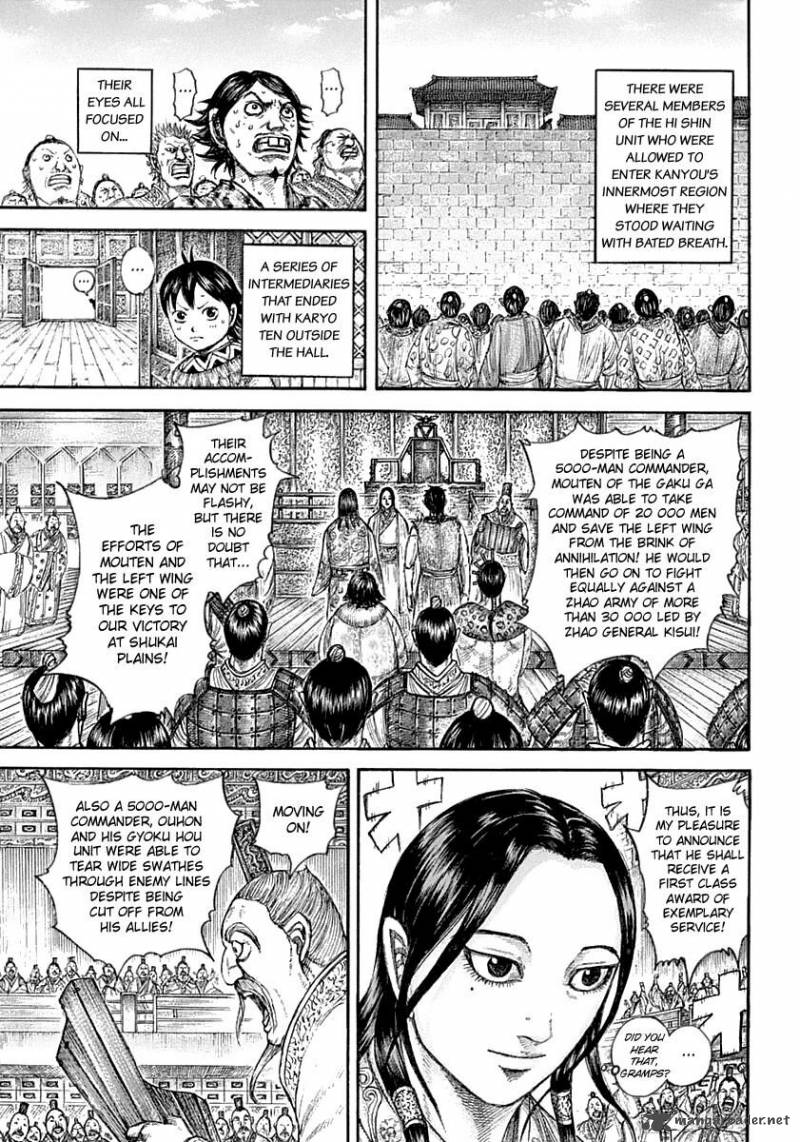 THERE WERE
SEVERAL MEMBERS
OF THE HI SHIN
UNIT WHO WERE
ALLOWED TO
ENTER KANYOU'S
INNERMOST REGION
WHERE THEY
STOOD WAITING
WITH BATED BREATH.
THEIR
EYES ALL
FOCUSED
ON...
...
...
A SERIES OF
INTERMEDIARIES
THAT ENDED
WITH KARYO
TEN OUTSIDE
THE HALL.
...
...
DESPITE BEING A
5000-MAN COMMANDER,
MOUTEN OF THE GAKU GA
WAS ABLE TO TAKE
COMMAND OF 20 000 MEN
AND SAVE THE LEFT WING
FROM THE BRINK OF
ANNIHILATION! HE WOULD
THEN GO ON TO FIGHT
EQUALLY AGAINST A
ZHAO ARMY OF MORE
THAN 30 000 LED BY
ZHAO GENERAL KISUI!
THEIR
ACCOM-
PLISHMENTS
MAY NOT BE
FLASHY,
BUT THERE
IS NO
DOUBT
THAT...
THE
EFFORTS OF
MOUTEN AND
THE LEFT WING
WERE ONE OF
THE KEYS TO
OUR VICTORY
AT SHUKAI
PLAINS!
THUS, IT IS
MY PLEASURE
TO ANNOUNCE
THAT HE SHALL
RECEIVE A
FIRST CLASS
AWARD OF
EXEMPLARY
SERVICE!
...
DID YOU
HEAR
THAT,
GRAMPS?
MOVING
ON!
ALSO A 5000-MAN
COMMANDER, OUHON
AND HIS GYOKU HOU
UNIT WERE ABLE TO
TEAR WIDE SWATHES
THROUGH ENEMY LINES
DESPITE BEING
CUT OFF FROM
HIS ALLIES!
mangareader.net